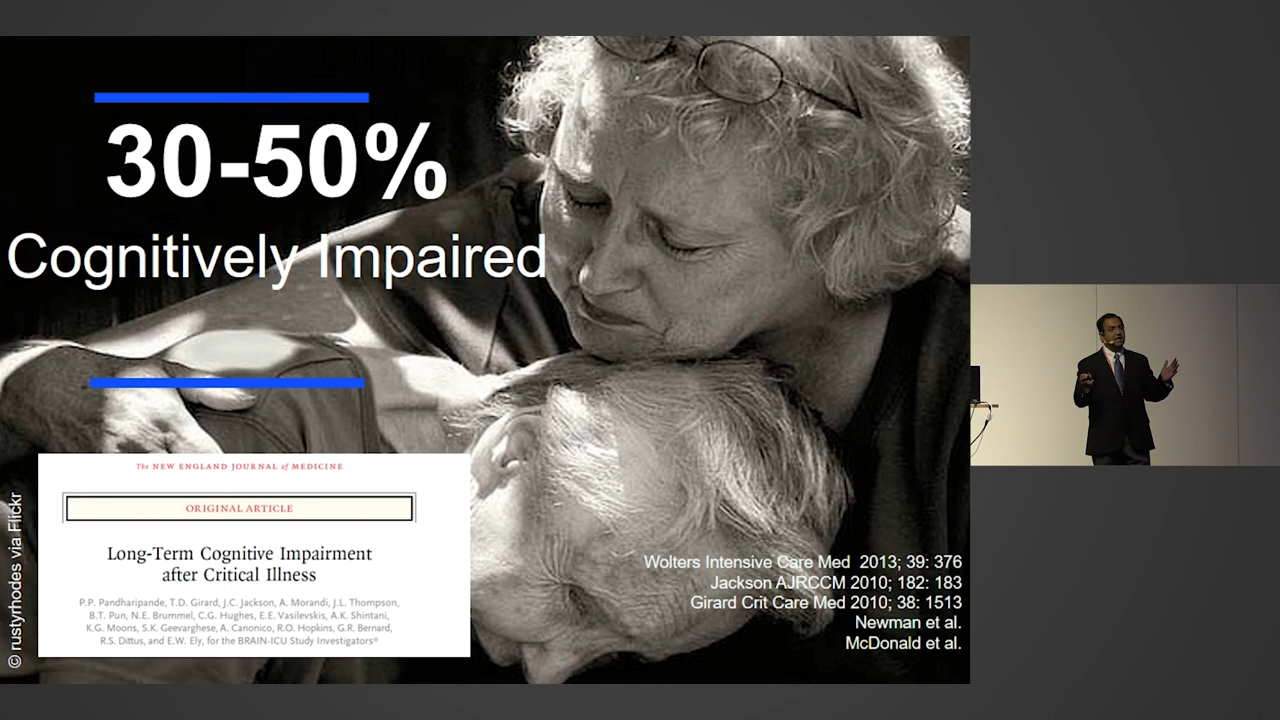 30-50%
Cognitively Impaired
The NEW ENGLAND JOURNAL of MEDICINE
ORIGINAL ARTICLE
Long-Term Cognitive Impairment
after Critical Illness
P.P. Pandharipande, T.D. Girard, J.C. Jackson, A. Morandi, J.L. Thompson,
B.T. Pun, N.E. Brummel, C.G. Hughes, E.E. Vasilevskis, A.K. Shintani,
K.G. Moons, S.K. Geevarghese, A. Canonico, R.O. Hopkins, G.R. Bernard,
R.S. Dittus, and E.W. Ely, for the BRAIN-ICU Study Investigators*
© rustyrhodes via Flickr
Wolters Intensive Care Med 2013; 39: 376
Jackson AJRCCM 2010; 182: 183
Girard Crit Care Med 2010; 38: 1513
Newman et al.
McDonald et al.